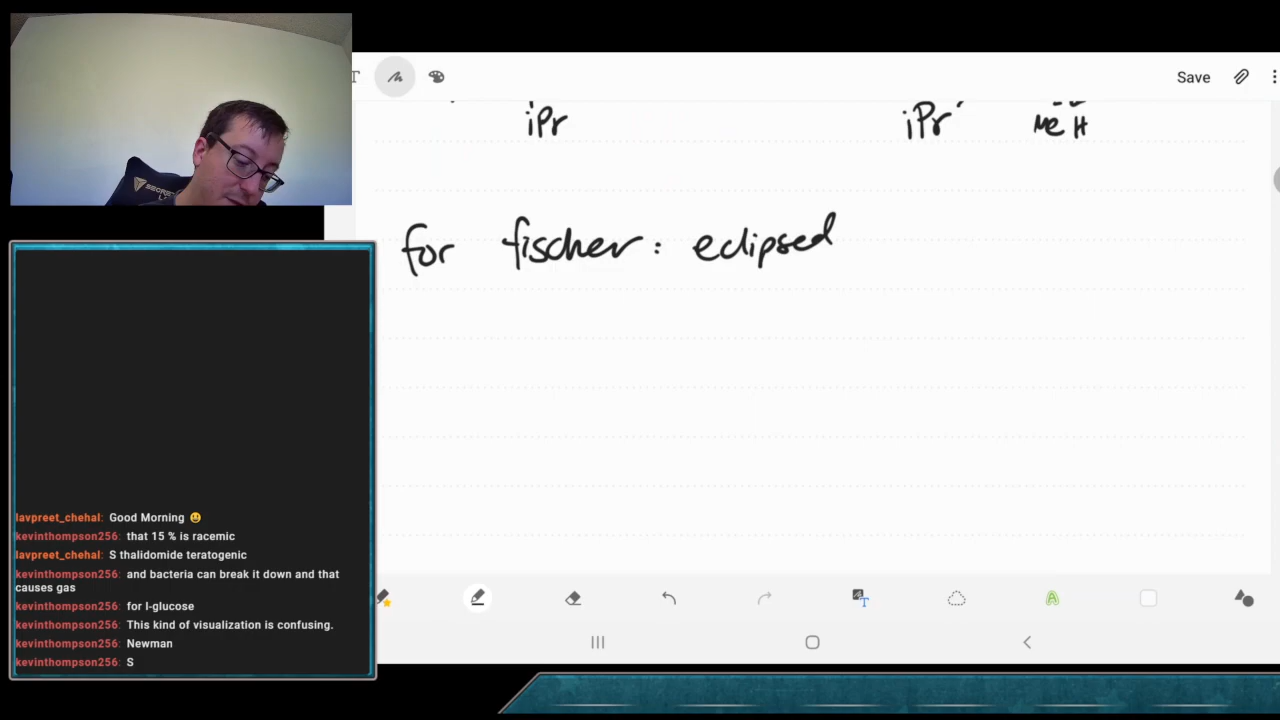 T
Save
iPr
iPr
Me H
for fischer: eclipsed
SECRET
lavpreet_chehal: Good Morning 😃
kevinthompson256: that 15 % is racemic
lavpreet_chehal: S thalidomide teratogenic
kevinthompson256: and bacteria can break it down and that
causes gas
kevinthompson256: for l-glucose
kevinthompson256: This kind of visualization is confusing.
kevinthompson256: Newman
kevinthompson256: S